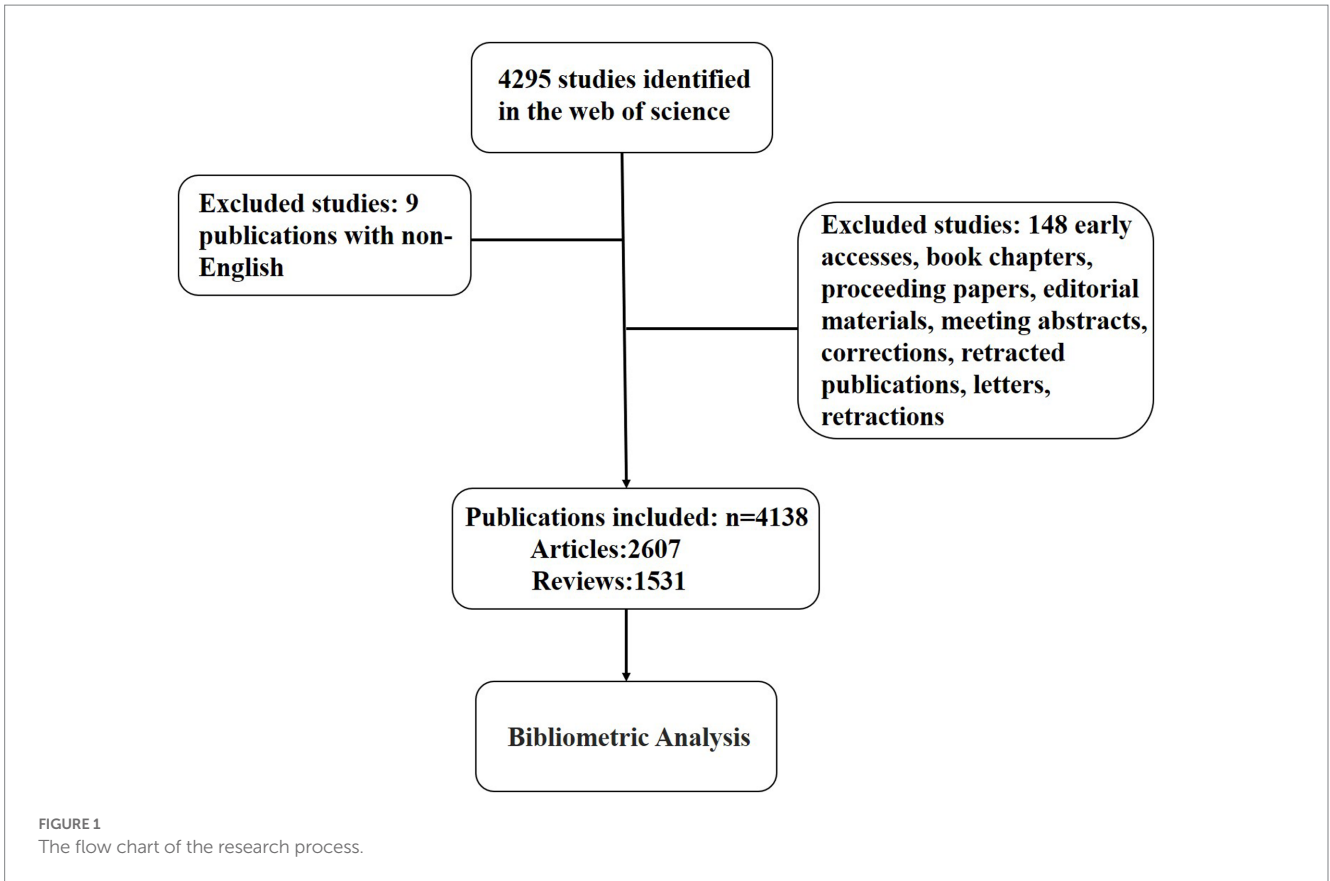 4295 studies identified
in the web of science
Excluded studies: 9
publications with non-
English
Excluded studies: 148 early
accesses, book chapters,
proceeding papers, editorial
materials, meeting abstracts,
corrections, retracted
publications, letters,
retractions
Publications included: n=4138
Articles:2607
Reviews:1531
Bibliometric Analysis
FIGURE 1
The flow chart of the research process.